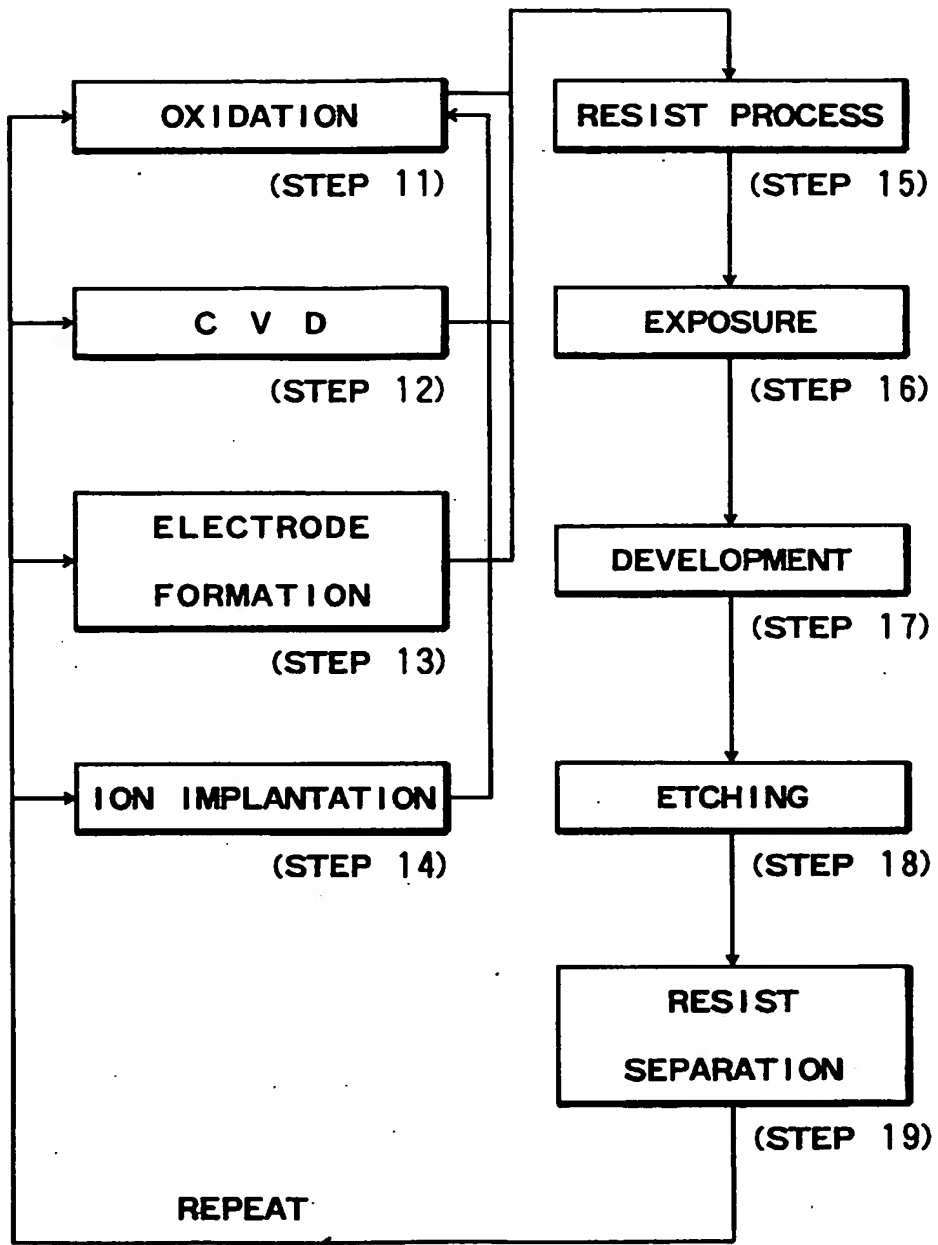 OXIDATION
(STEP 11)
CVD
(STEP 12)
ELECTRODE
FORMATION
(STEP 13)
ION IMPLANTATION
(STEP 14)
RESIST PROCESS
(STEP 15)
EXPOSURE
(STEP 16)
DEVELOPMENT
(STEP 17)
ETCHING
(STEP 18)
RESIST
SEPARATION
(STEP 19)
REPEAT